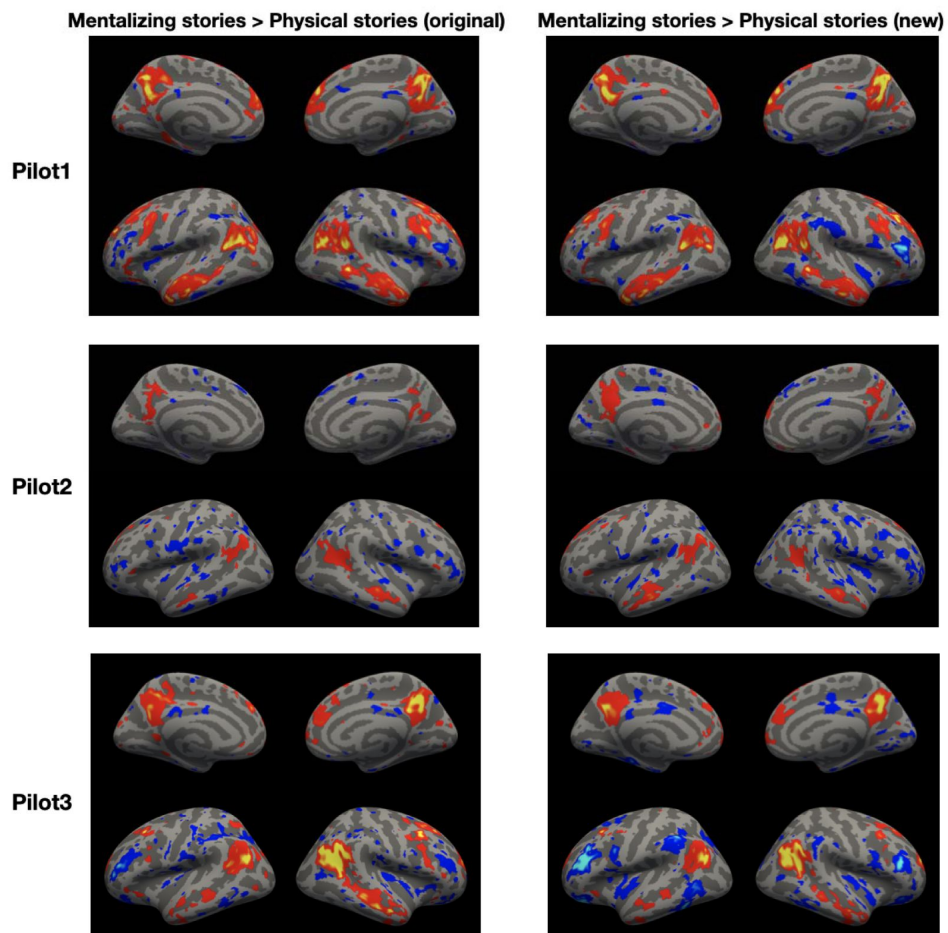 Mentalizing stories > Physical stories (original)
Mentalizing stories > Physical stories (new)
Pilot1
Pilot2
Pilot3